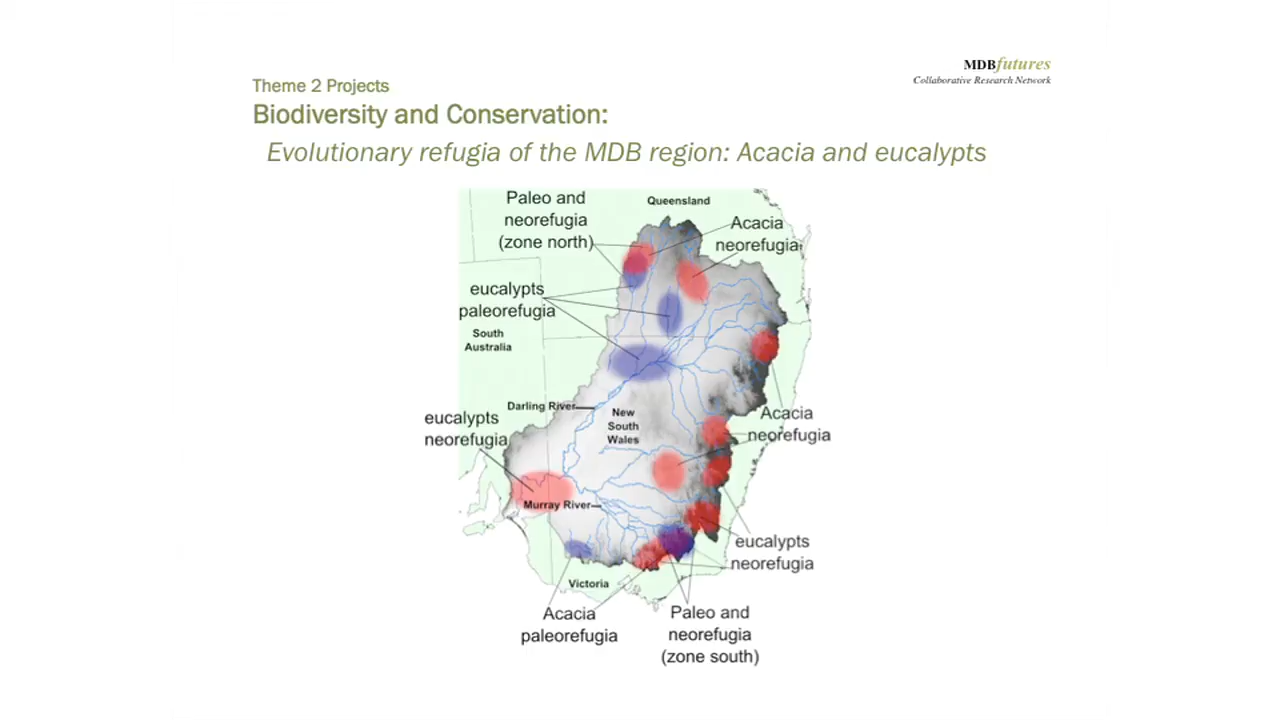 MDBfutures
Collaborative Research Network
Theme 2 Projects
Biodiversity and Conservation:
Evolutionary refugia of the MDB region: Acacia and eucalypts
Paleo and
neorefugia
(zone north)
Queensland
Acacia
neorefugia
eucalypts
paleorefugia
South
Australia
Darling River
New
South
Wales
eucalypts
neorefugia
Acacia
neorefugia
Murray River
eucalypts
neorefugia
Victoria
Acacia
paleorefugia
Paleo and
neorefugia
(zone south)